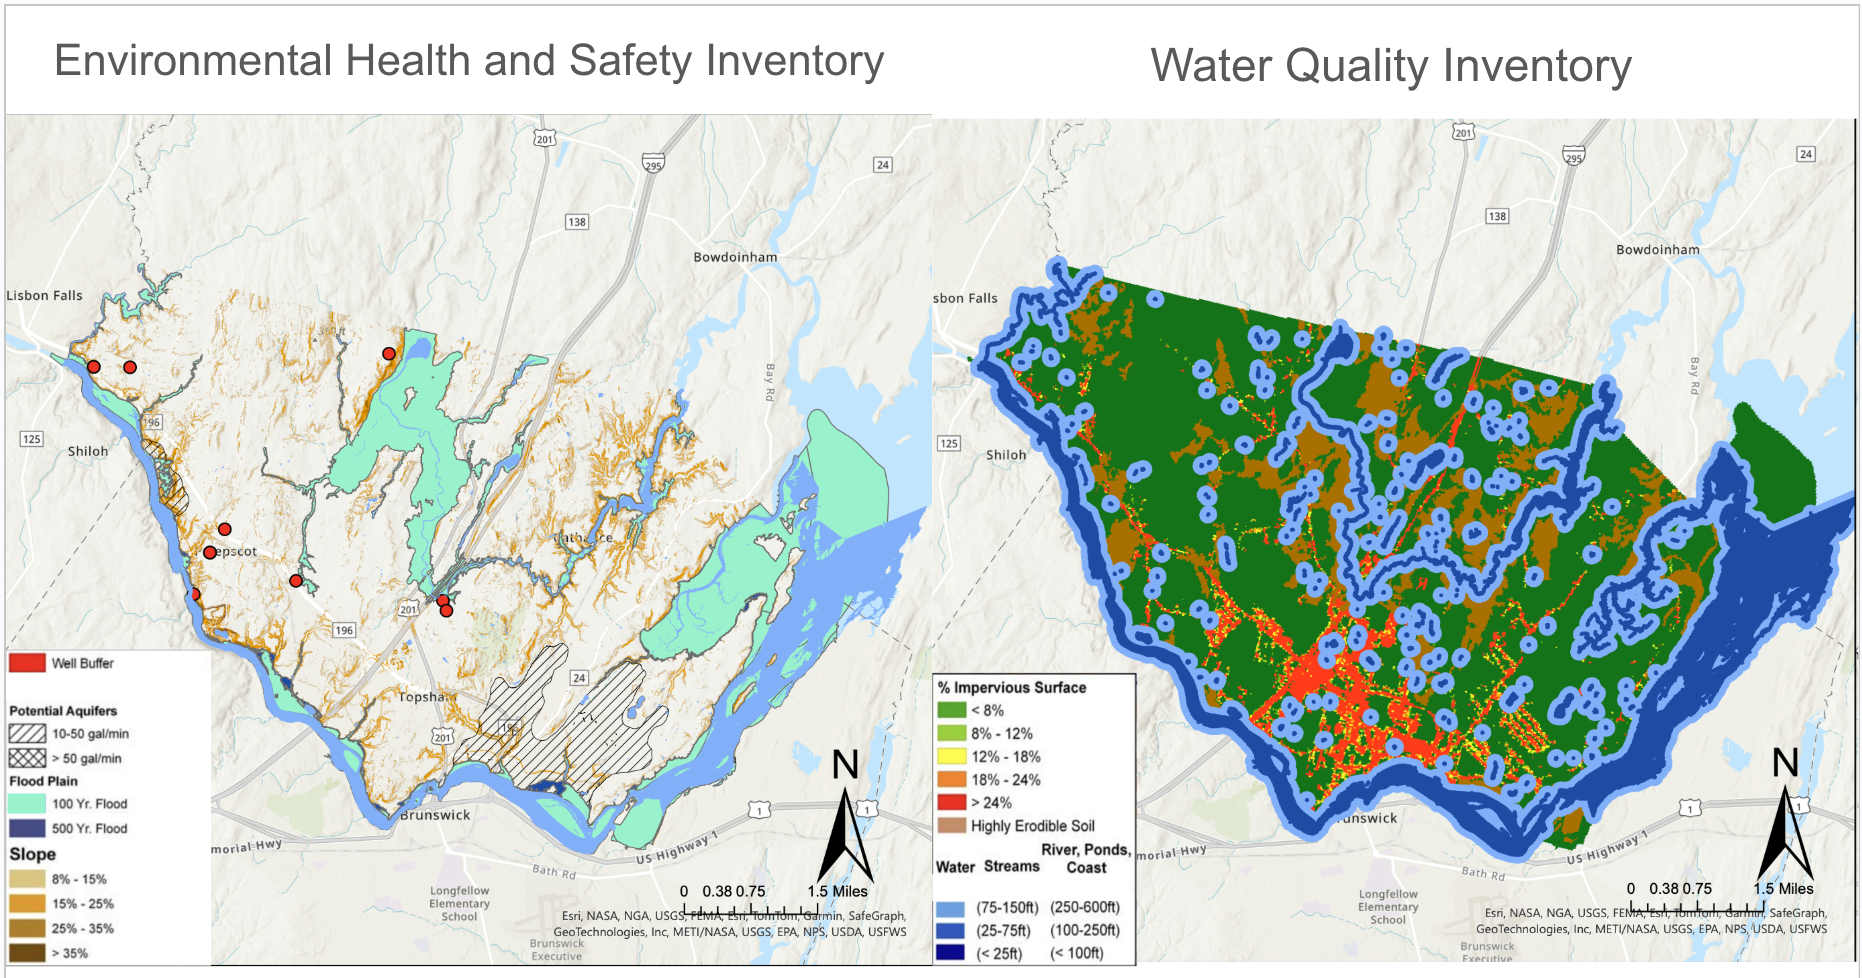 Environmental Health and Safety Inventory
Water Quality Inventory
201
295
24
138
Bowdoinham
Lisbon Falls
Bay Rd
196
125
Shiloh
epscot
Cathance
201
196
24
Topsham
196
201
Brunswick
1
1
US Highway 1
morial Hwy
Bath Rd
Longfellow
Elementary
School
Brunswick
Executive
N
0 0.38 0.75 1.5 Miles
Esri, NASA, NGA, USGS, FEMA, Esri, TomTom, Garmin, SafeGraph,
GeoTechnologies, Inc, METI/NASA, USGS, EPA, NPS, USDA, USFWS
Well Buffer
Potential Aquifers
10-50 gal/min
> 50 gal/min
Flood Plain
100 Yr. Flood
500 Yr. Flood
Slope
8% - 15%
15% - 25%
25% - 35%
> 35%
201
295
24
138
Bowdoinham
sbon Falls
Bay Rd
125
Shiloh
unswick
1
1
US Highway 1
morial Hwy
Bath Rd
Longfellow
Elementary
School
Brunswick
Executive
N
0 0.38 0.75 1.5 Miles
Esri, NASA, NGA, USGS, FEMA, Esri, TomTom, Garmin, SafeGraph,
GeoTechnologies, Inc, METI/NASA, USGS, EPA, NPS, USDA, USFWS
% Impervious Surface
< 8%
8% - 12%
12% - 18%
18% - 24%
> 24%
Highly Erodible Soil
Water Streams River, Ponds,
Coast
(75-150ft) (250-600ft)
(25-75ft) (100-250ft)
(< 25ft) (< 100ft)